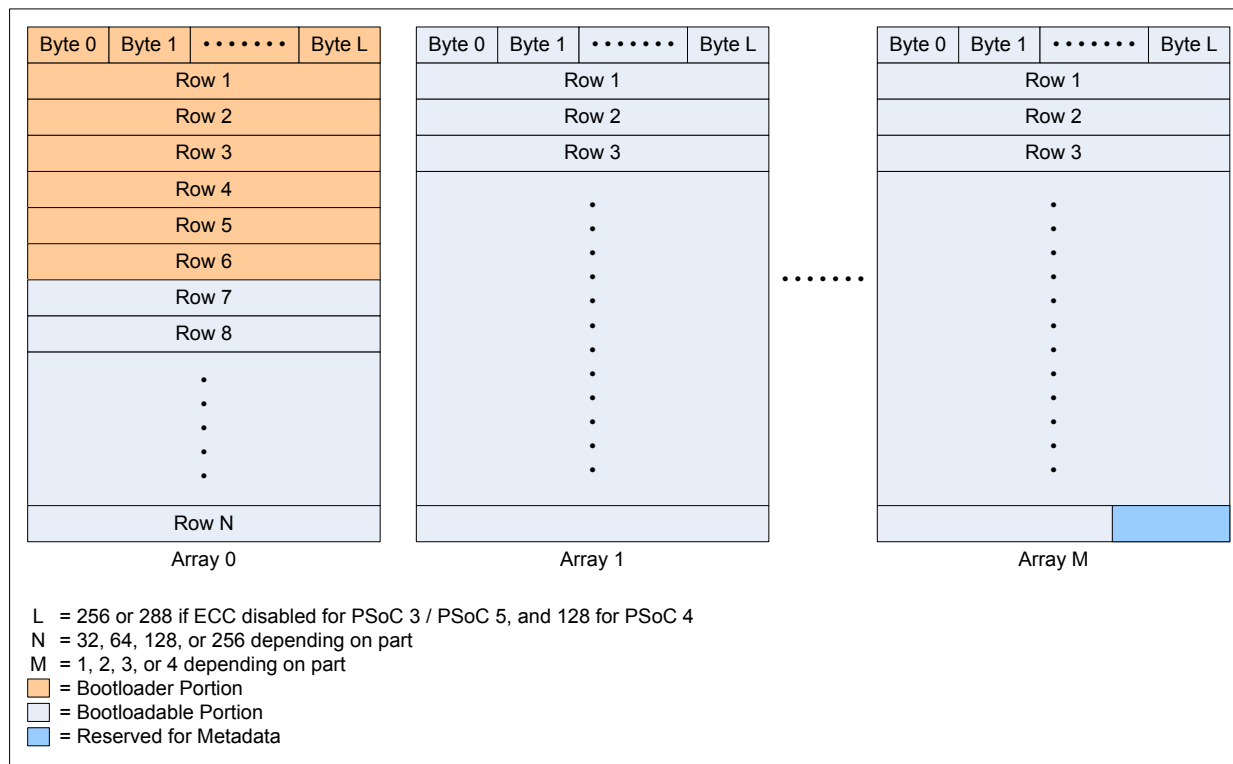 Byte 0 Byte 1 ······· Byte L
Row 1
Row 2
Row 3
Row 4
Row 5
Row 6
Row 7
Row 8
Row N
Array 0
Byte 0 Byte 1 ······· Byte L
Row 1
Row 2
Row 3
Array 1
·······
Byte 0 Byte 1 ······· Byte L
Row 1
Row 2
Row 3
Array M
L = 256 or 288 if ECC disabled for PSoC 3 / PSoC 5, and 128 for PSoC 4
N = 32, 64, 128, or 256 depending on part
M = 1, 2, 3, or 4 depending on part
= Bootloader Portion
= Bootloadable Portion
= Reserved for Metadada